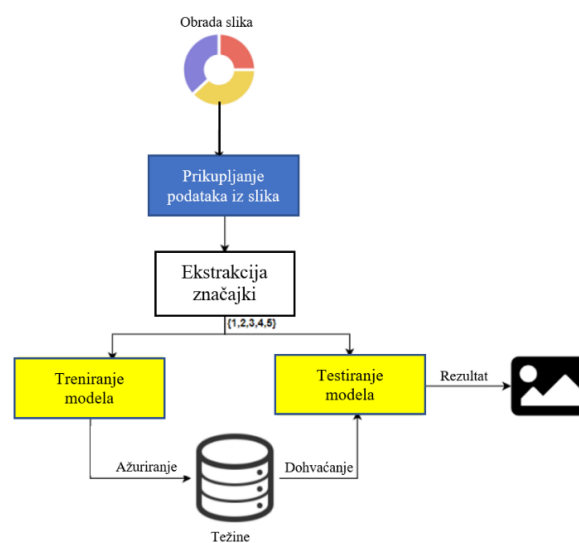 Obrada slika
Prikupljanje
podataka iz slika
Ekstrakcija
značajki
{1,2,3,4,5}
Treniranje
modela
Testiranje
modela
Rezultat
Ažuriranje
Dohvaćanje
Težine